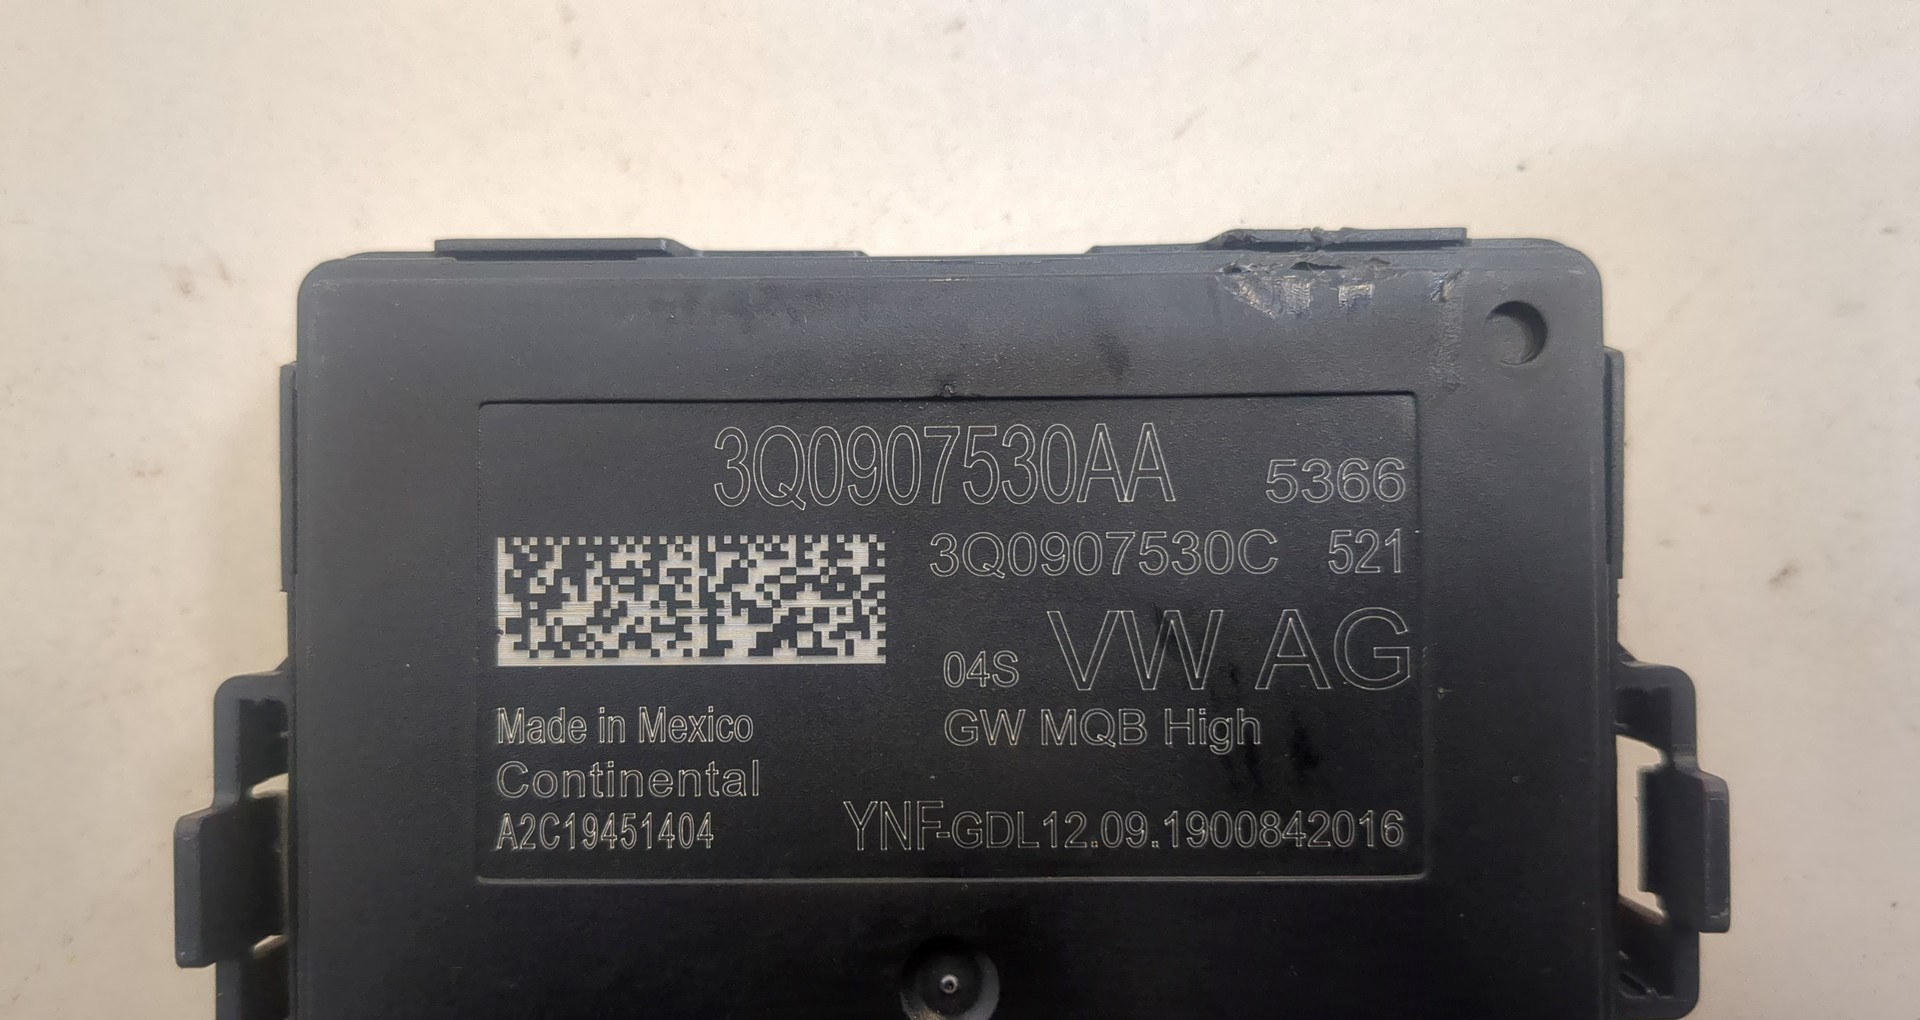 3Q0907530AA 5366
3Q0907530C 521
04S VW AG
GW MQB High
Made in Mexico
Continental
A2C19451404
YNF-GDL12.09.1900842016